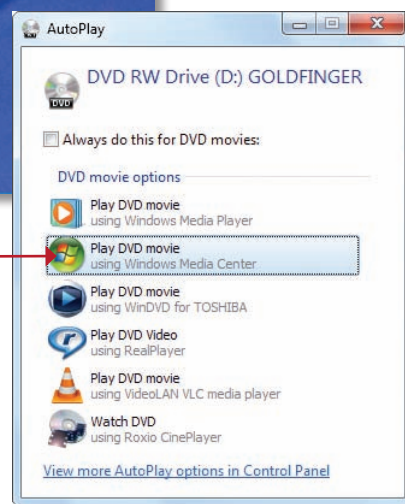 AutoPlay
DVD RW Drive (D:) GOLDFINGER
DVD
Always do this for DVD movies:
DVD movie options
Play DVD movie
using Windows Media Player
Play DVD movie
using Windows Media Center
Play DVD movie
using WinDVD for TOSHIBA
Play DVD Video
using RealPlayer
Play DVD movie
using VideoLAN VLC media player
Watch DVD
using Roxio CinePlayer
View more AutoPlay options in Control Panel